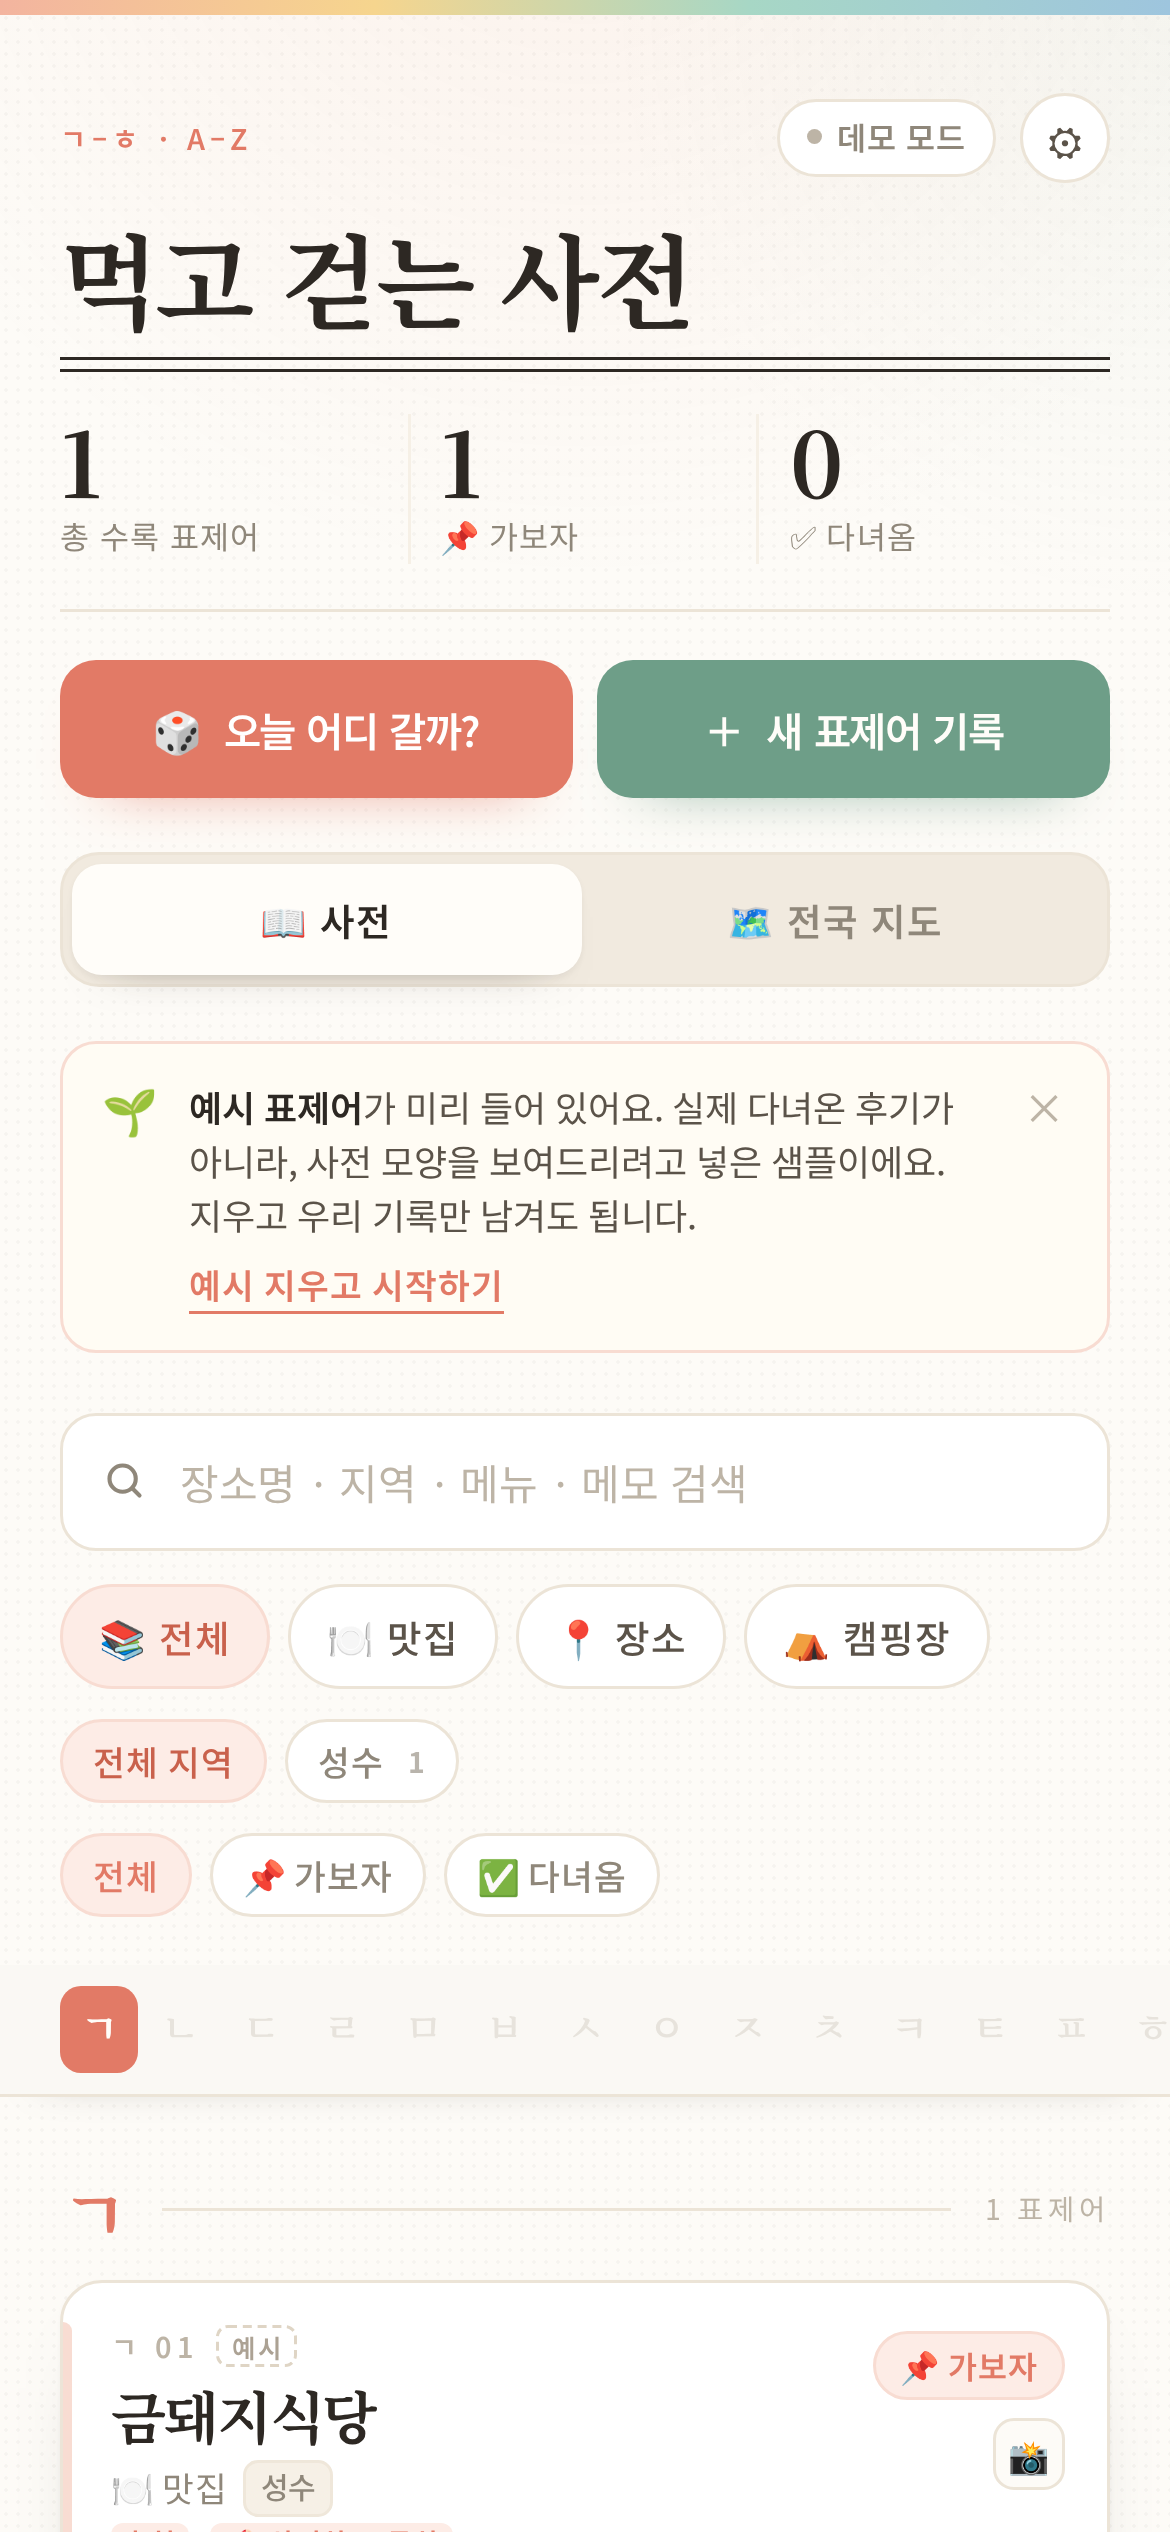 ㄱ–ㅎ · A–Z
데모 모드
먹고 걷는 사전
1
총 수록 표제어
1
📌 가보자
0
✅ 다녀옴
🎲 오늘 어디 갈까?
+ 새 표제어 기록
📖 사전
🗺️ 전국 지도
예시 표제어가 미리 들어 있어요. 실제 다녀온 후기가
아니라, 사전 모양을 보여드리려고 넣은 샘플이에요.
지우고 우리 기록만 남겨도 됩니다.
예시 지우고 시작하기
장소명 · 지역 · 메뉴 · 메모 검색
📚 전체
🍽️ 맛집
📍 장소
⛺ 캠핑장
전체 지역
성수 1
전체
📌 가보자
✅ 다녀옴
ㄱ ㄴ ㄷ ㄹ ㅁ ㅂ ㅅ ㅇ ㅈ ㅊ ㅋ ㅌ ㅍ ㅎ
ㄱ
1 표제어
ㄱ 01 예시
📌 가보자
금돼지식당
🍽️ 맛집 성수